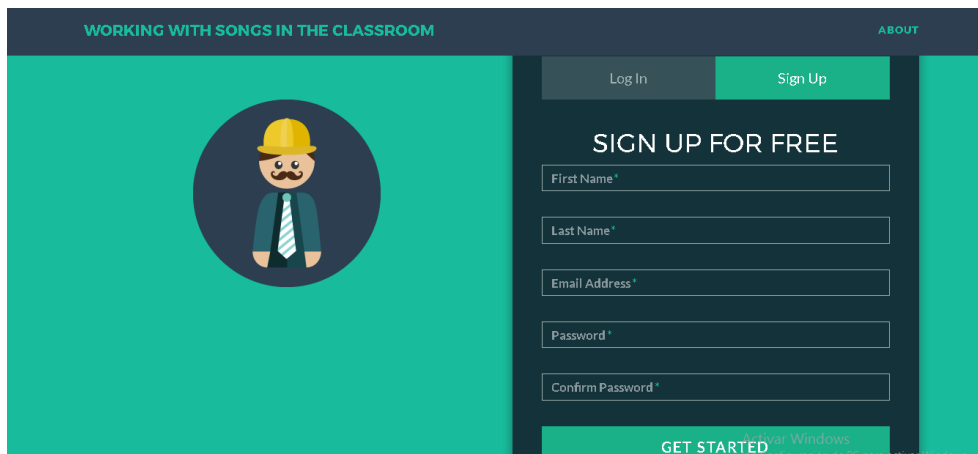 WORKING WITH SONGS IN THE CLASSROOM
ABOUT
Log In
Sign Up
SIGN UP FOR FREE
First Name*
Last Name*
Email Address*
Password*
Confirm Password*
GET STARTED
Activar Windows